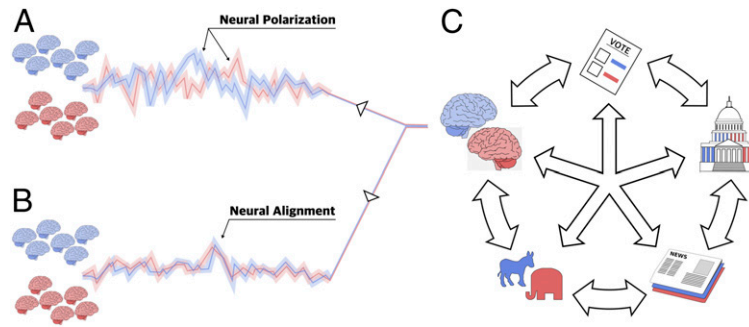 A
Neural Polarization
B
Neural Alignment
C
VOTE
NEWS